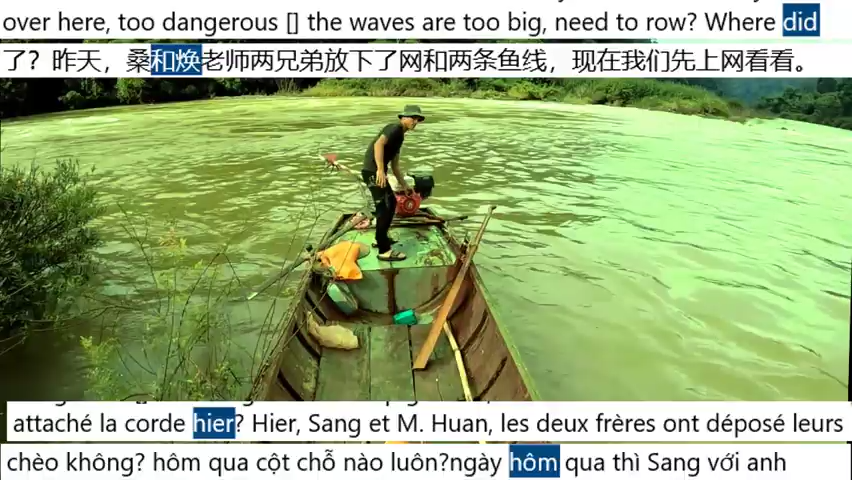 over here, too dangerous [] the waves are too big, need to row? Where did
了？昨天，桑和焕老师两兄弟放下了网和两条鱼线，现在我们先上网看看。
attaché la corde hier? Hier, Sang et M. Huan, les deux frères ont déposé leurs
chèo không? hôm qua cột chỗ nào luôn?ngày hôm qua thì Sang với anh